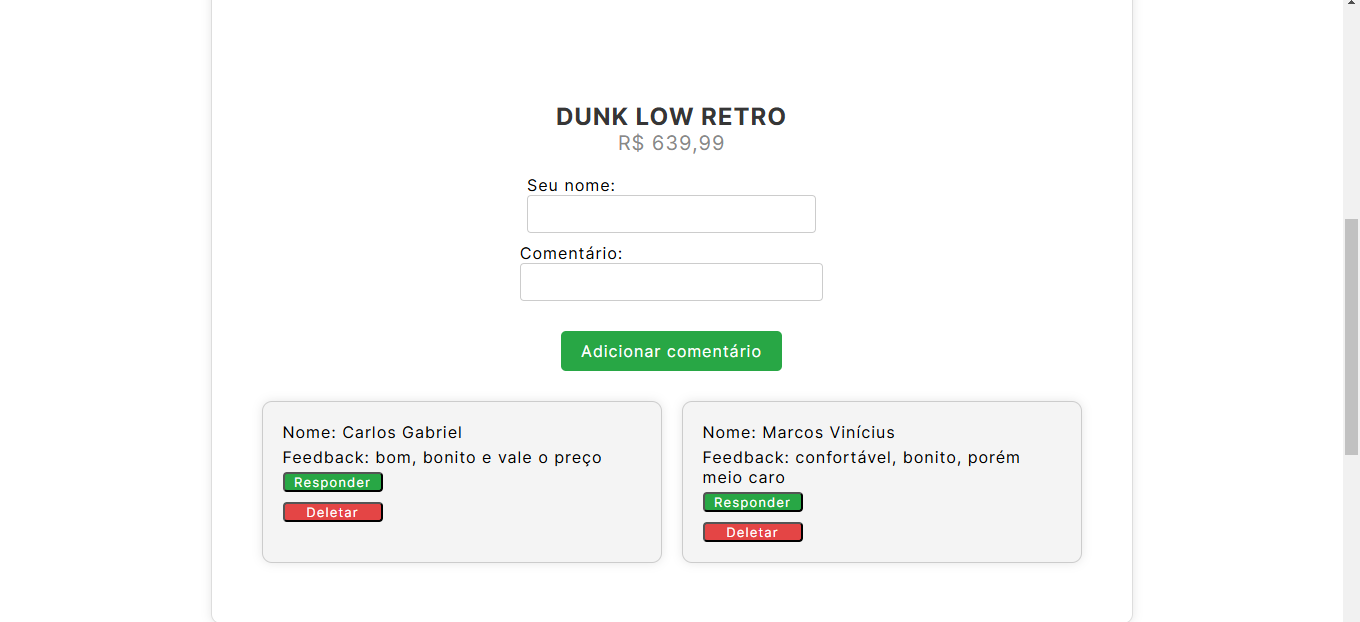 DUNK LOW RETRO
R$ 639,99
Seu nome:
Comentário:
Adicionar comentário
Nome: Carlos Gabriel
Feedback: bom, bonito e vale o preço
Responder
Deletar
Nome: Marcos Vinícius
Feedback: confortável, bonito, porém
meio caro
Responder
Deletar